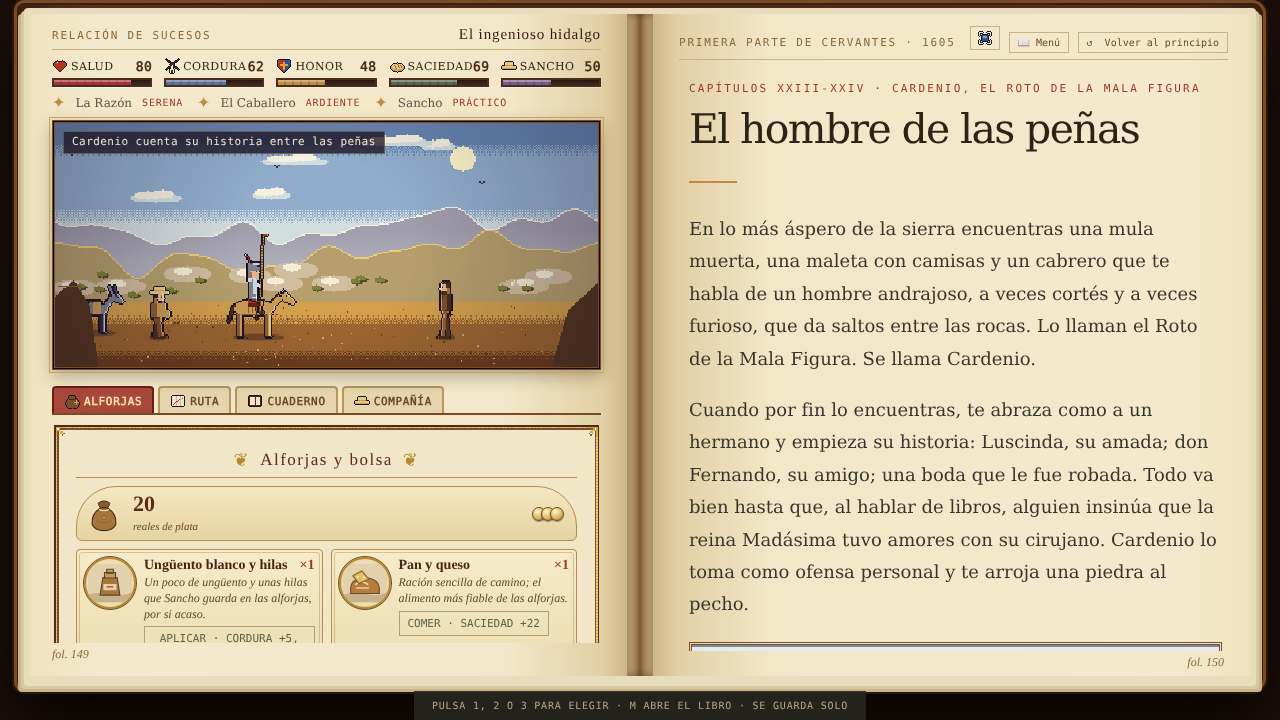 RELACIÓN DE SUCESOS
El ingenioso hidalgo
SALUD 80
CORDURA 62
HONOR 48
SACIEDAD 69
SANCHO 50
La Razón SERENA
El Caballero ARDIENTE
Sancho PRÁCTICO
Cardenio cuenta su historia entre las peñas
ALFORJAS
RUTA
CUADERNO
COMPAÑÍA
Alforjas y bolsa
20
reales de plata
Ungüento blanco y hilas ×1
Un poco de ungüento y unas hilas
que Sancho guarda en las alforjas,
por si acaso.
APLICAR · CORDURA +5,
Pan y queso ×1
Ración sencilla de camino; el
alimento más fiable de las alforjas.
COMER · SACIEDAD +22
fol. 149
PRIMERA PARTE DE CERVANTES · 1605
Menú
↺ Volver al principio
CAPÍTULOS XXIII-XXIV · CARDENIO, EL ROTO DE LA MALA FIGURA
El hombre de las peñas
En lo más áspero de la sierra encuentras una mula
muerta, una maleta con camisas y un cabrero que te
habla de un hombre andrajoso, a veces cortés y a veces
furioso, que da saltos entre las rocas. Lo llaman el Roto
de la Mala Figura. Se llama Cardenio.
Cuando por fin lo encuentras, te abraza como a un
hermano y empieza su historia: Luscinda, su amada; don
Fernando, su amigo; una boda que le fue robada. Todo va
bien hasta que, al hablar de libros, alguien insinúa que la
reina Madásima tuvo amores con su cirujano. Cardenio lo
toma como ofensa personal y te arroja una piedra al
pecho.
fol. 150
PULSA 1, 2 O 3 PARA ELEGIR · M ABRE EL LIBRO · SE GUARDA SOLO